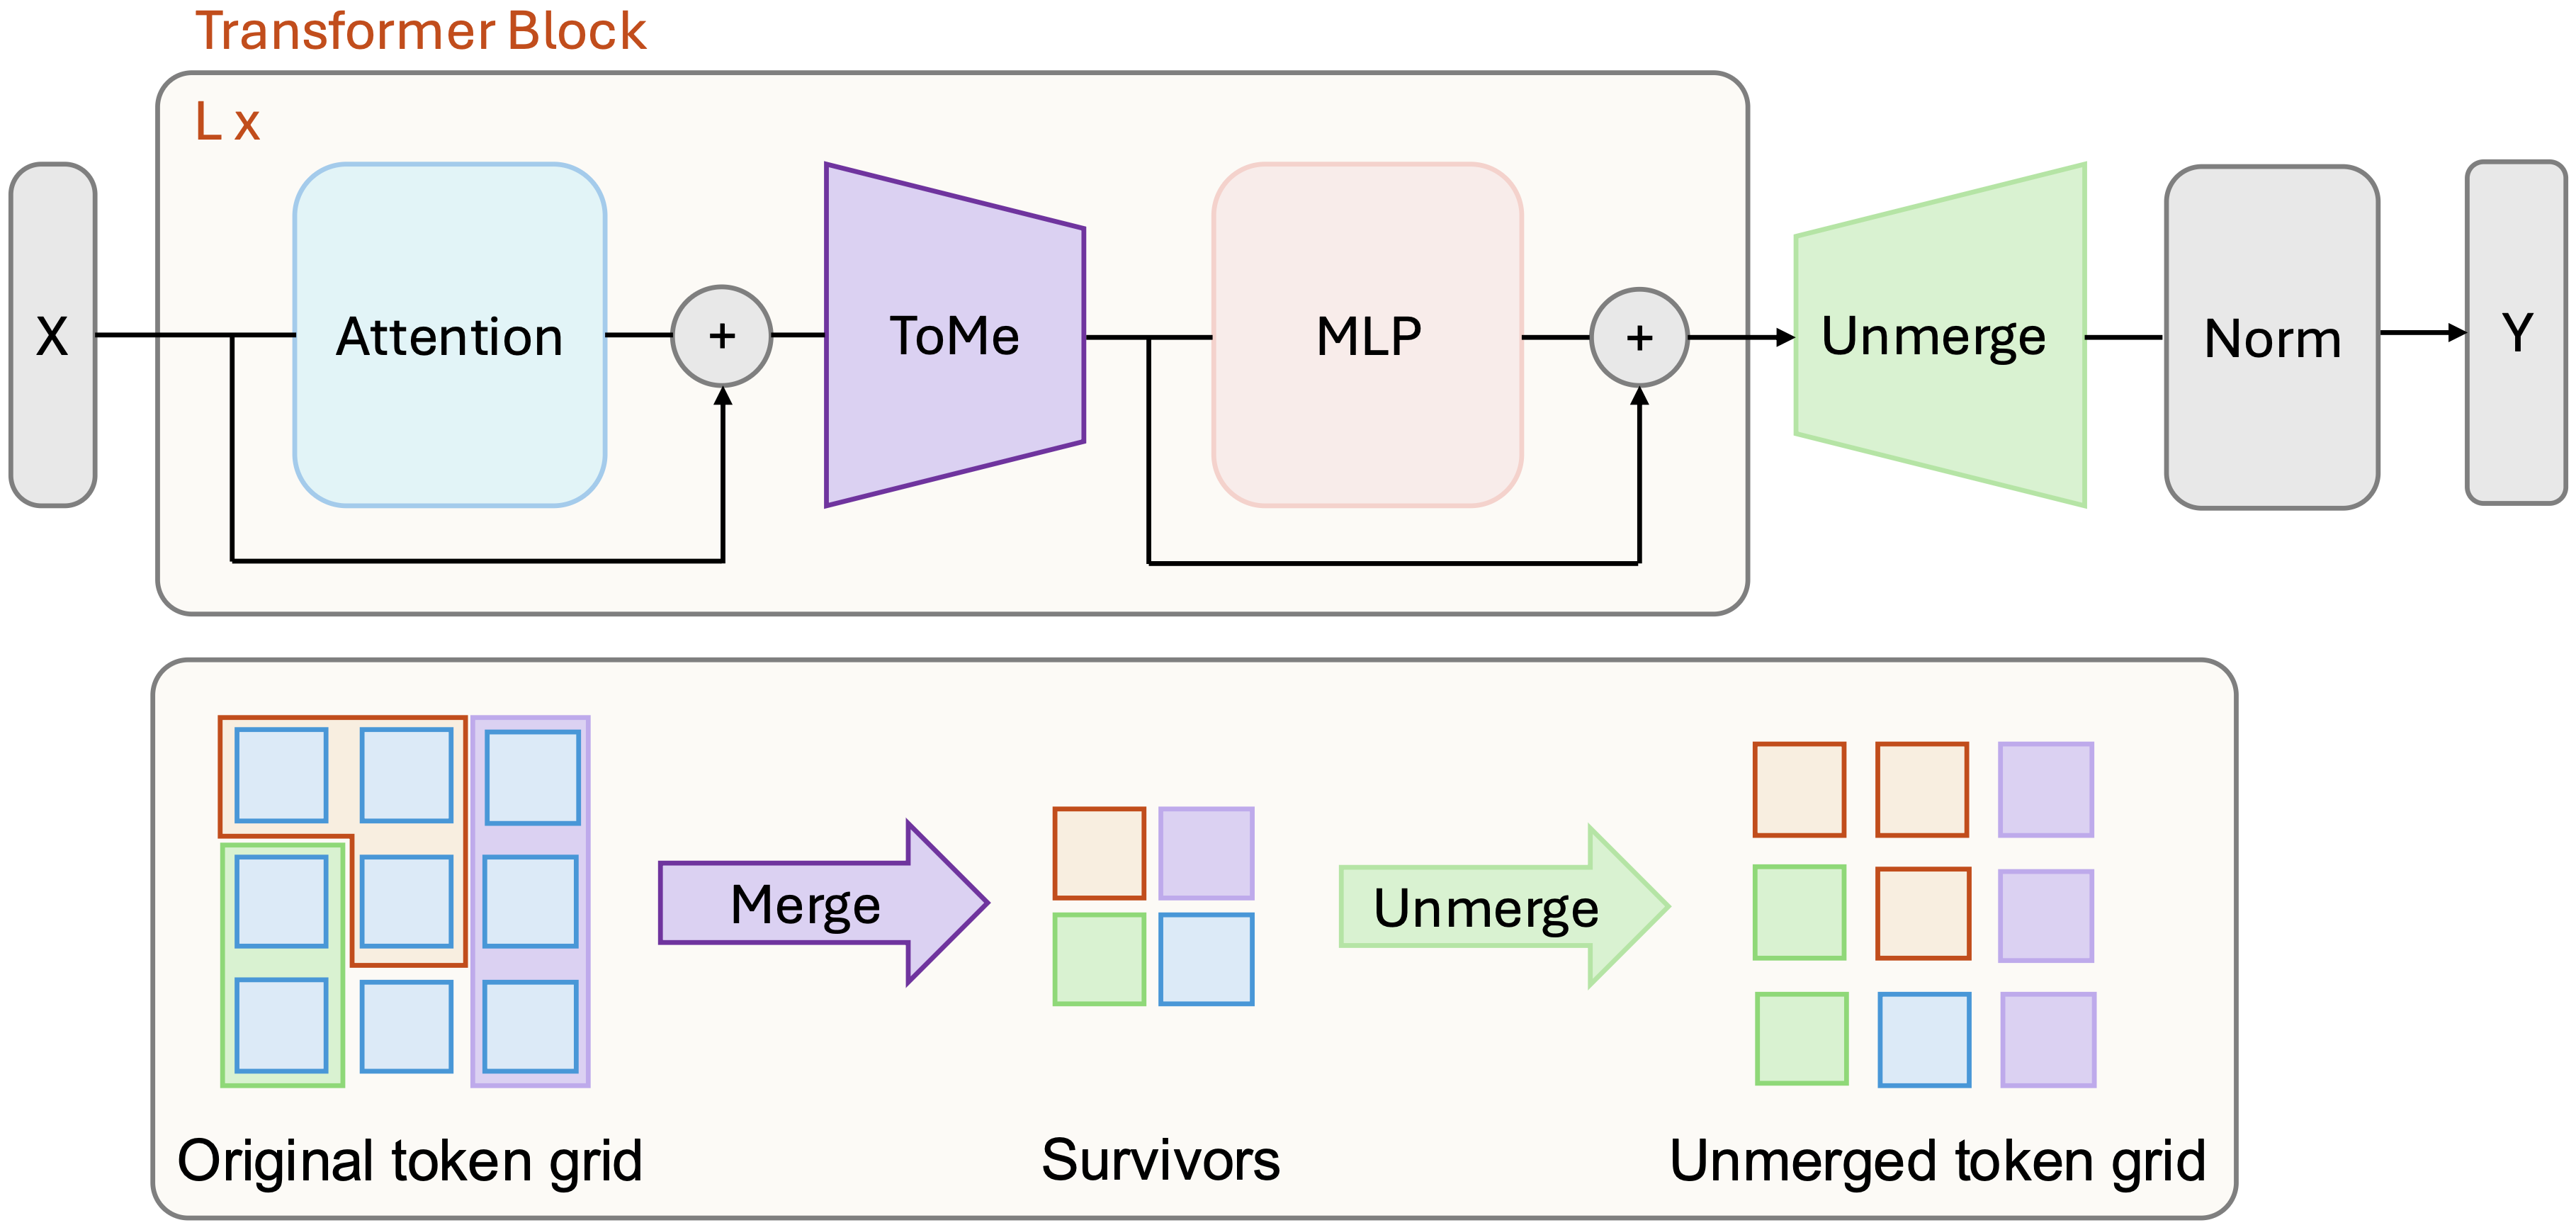 Transformer Block
L x
X
Attention
+
ToMe
MLP
+
Unmerge
Norm
Y
Merge
Unmerge
Original token grid
Survivors
Unmerged token grid